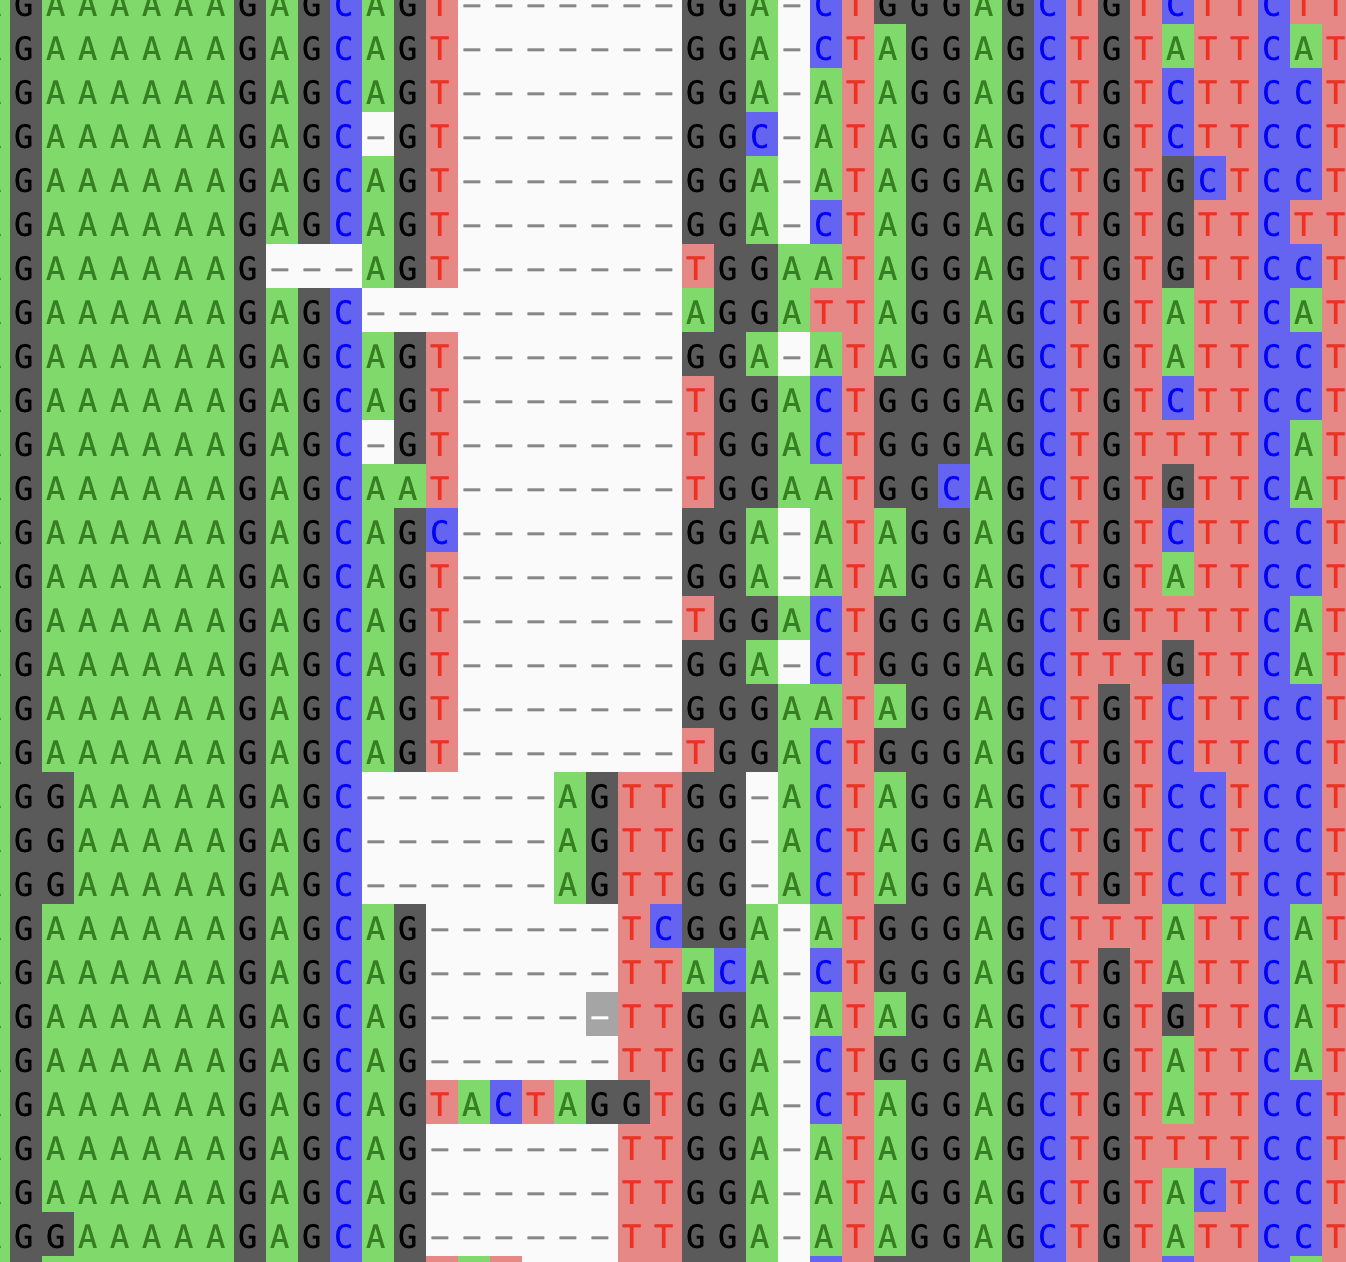 GAAAAAAGAGCAGT-------GGA-CTGGGAGCTGTCTTCTT
GAAAAAAGAGCAGT-------GGA-CTAGGAGCTGTATTCAT
GAAAAAAGAGCAGT-------GGA-ATAGGAGCTGTCTTCCT
GAAAAAAGAGC-GT-------GGC-ATAGGAGCTGTCTTCCT
GAAAAAAGAGCAGT-------GGA-ATAGGAGCTGTGCTCCT
GAAAAAAGAGCAGT-------GGA-CTAGGAGCTGTGTTCTT
GAAAAAAG---AGT-------TGGAATAGGAGCTGTGTTCCT
GAAAAAAGAGC----------AGGATTAGGAGCTGTATTCAT
GAAAAAAGAGCAGT-------GGA-ATAGGAGCTGTATTCCT
GAAAAAAGAGCAGT-------TGGACTGGGAGCTGTCTTCCT
GAAAAAAGAGC-GT-------TGGACTGGGAGCTGTTTTCAT
GAAAAAAGAGCAAT-------TGGAATGGCAGCTGTGTTCAT
GAAAAAAGAGCAGC-------GGA-ATAGGAGCTGTCTTCCT
GAAAAAAGAGCAGT-------GGA-ATAGGAGCTGTATTCCT
GAAAAAAGAGCAGT-------TGGACTGGGAGCTGTTTTCAT
GAAAAAAGAGCAGT-------GGA-CTGGGAGCTTTGTTCAT
GAAAAAAGAGCAGT-------GGGAATAGGAGCTGTCTTCCT
GAAAAAAGAGCAGT-------TGGACTGGGAGCTGTCTTCCT
GGAAAAAGAGC------AGTTGG-ACTAGGAGCTGTCCTCCT
GGAAAAAGAGC------AGTTGG-ACTAGGAGCTGTCCTCCT
GGAAAAAGAGC------AGTTGG-ACTAGGAGCTGTCCTCCT
GAAAAAAGAGCAG------TCGGA-ATGGGAGCTTTATTCAT
GAAAAAAGAGCAG------TTACA-CTGGGAGCTGTATTCAT
GAAAAAAGAGCAG------TTGGA-ATAGGAGCTGTGTTCAT
GAAAAAAGAGCAG------TTGGA-CTGGGAGCTGTATTCAT
GAAAAAAGAGCAGTACTAGGTGGA-CTAGGAGCTGTATTCCT
GAAAAAAGAGCAG------TTGGA-ATAGGAGCTGTTTTCCT
GAAAAAAGAGCAG------TTGGA-ATAGGAGCTGTACTCCT
GGAAAAAGAGCAG------TTGGA-ATAGGAGCTGTATTCCT